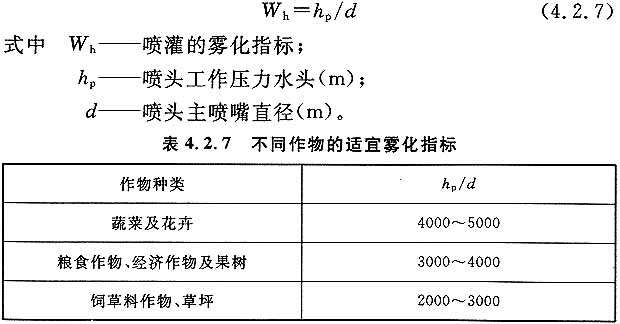 W_h=h_p/d (4.2.7)
式中 W_h——喷灌的雾化指标；
h_p——喷头工作压力水头(m)；
d——喷头主喷嘴直径(m)。
表 4.2.7 不同作物的适宜雾化指标
作物种类 h_p/d
蔬菜及花卉 4000～5000
粮食作物、经济作物及果树 3000～4000
饲草料作物、草坪 2000～3000